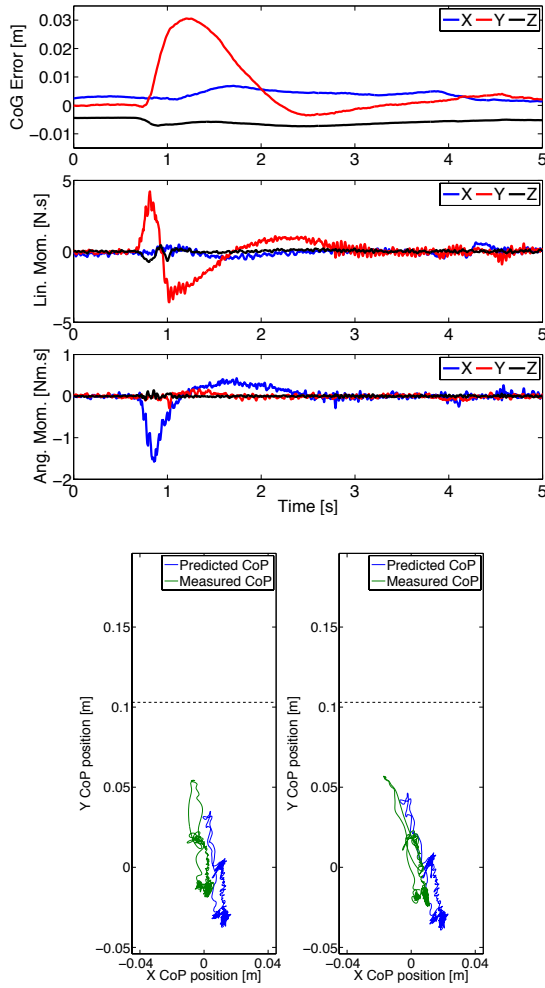 X Y Z
0.03
0.02
0.01
0
−0.01
CoG Error [m]
0 1 2 3 4 5
X Y Z
5
0
−5
Lin. Mom. [N.s]
0 1 2 3 4 5
X Y Z
1
0
−1
−2
Ang. Mom. [Nm.s]
0 1 2 3 4 5
Time [s]
Predicted CoP
Measured CoP
0.15
0.1
0.05
0
−0.05
Y CoP position [m]
−0.04 0 0.04
X CoP position [m]
Predicted CoP
Measured CoP
0.15
0.1
0.05
0
−0.05
Y CoP position [m]
−0.04 0 0.04
X CoP position [m]